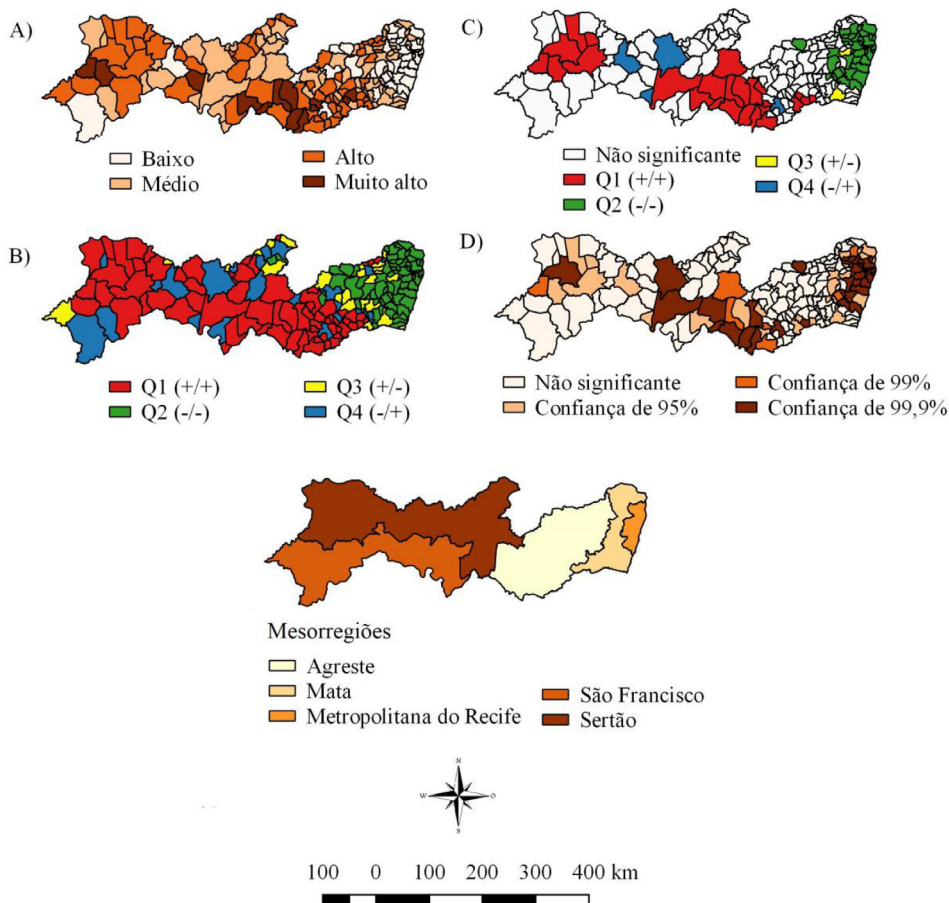 A)
Baixo
Médio
Alto
Muito alto
B)
Q1 (+/+)
Q2 (-/-)
Q3 (+/-)
Q4 (-/+)
C)
Não significante
Q1 (+/+)
Q2 (-/-)
Q3 (+/-)
Q4 (-/+)
D)
Não significante
Confiança de 95%
Confiança de 99%
Confiança de 99,9%
Mesorregiões
Agreste
Mata
Metropolitana do Recife
São Francisco
Sertão
N
W
O
S
100 0 100 200 300 400 km